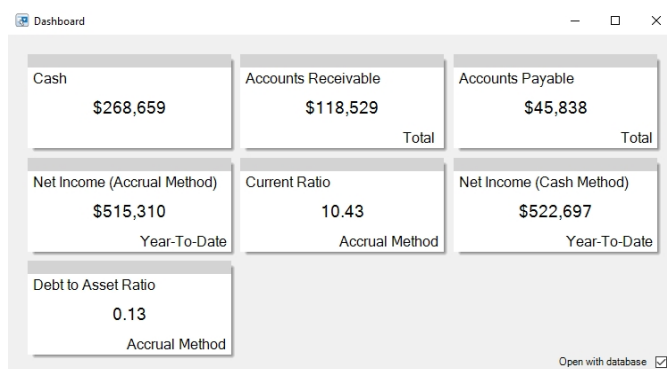 Dashboard
Cash
$268,659
Accounts Receivable
$118,529
Total
Accounts Payable
$45,838
Total
Net Income (Accrual Method)
$515,310
Year-To-Date
Current Ratio
10.43
Accrual Method
Net Income (Cash Method)
$522,697
Year-To-Date
Debt to Asset Ratio
0.13
Accrual Method
Open with database